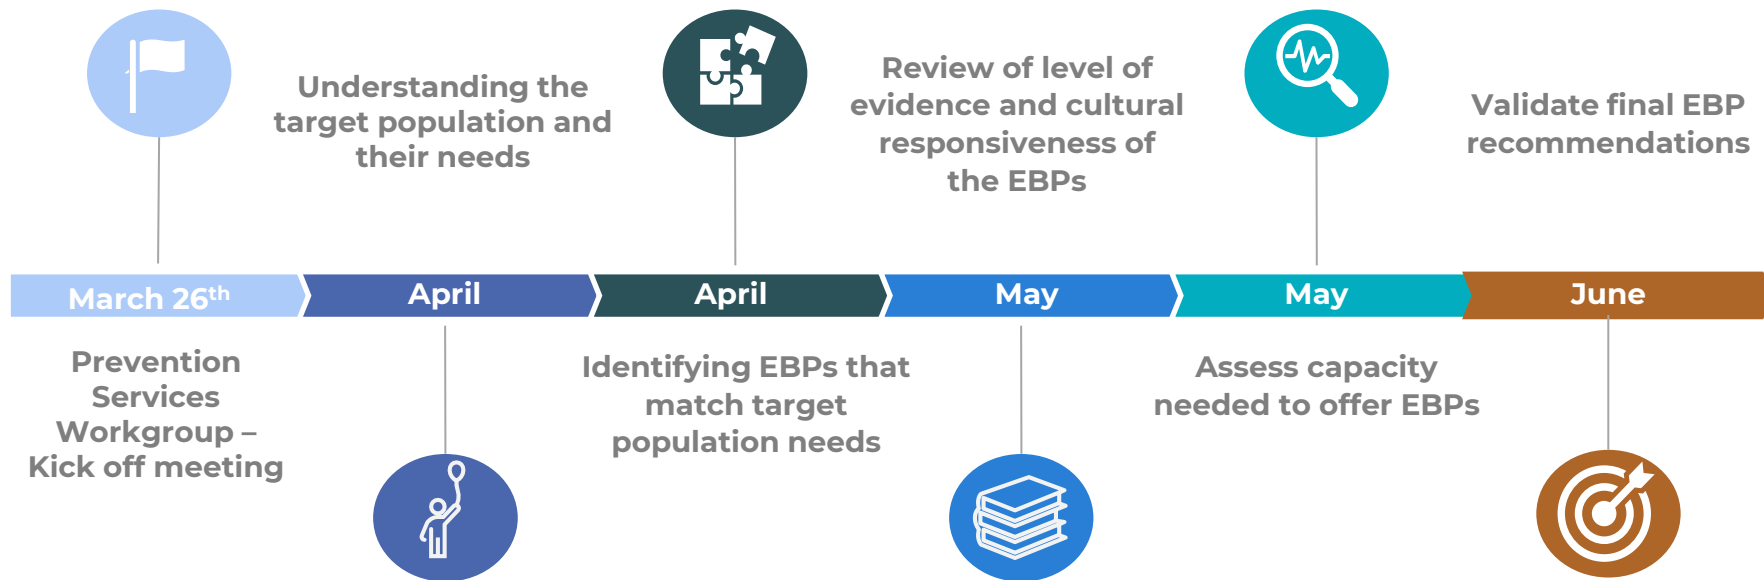 Understanding the
target population and
their needs
Review of level of
evidence and cultural
responsiveness of
the EBPs
Validate final EBP
recommendations
March 26th
April
April
May
May
June
Prevention
Services
Workgroup –
Kick off meeting
Identifying EBPs that
match target
population needs
Assess capacity
needed to offer EBPs